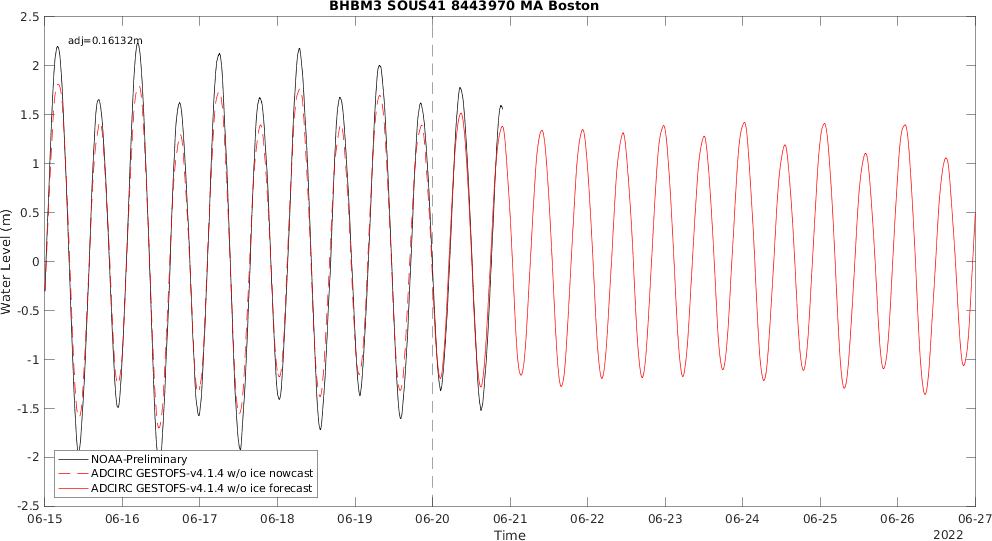 BHBM3 SOUS41 8443970 MA Boston
adj=0.16132m
2.5
2
1.5
1
0.5
0
-0.5
-1
-1.5
-2
-2.5
Water Level (m)
NOAA-Preliminary
ADCIRC GESTOFS-v4.1.4 w/o ice nowcast
ADCIRC GESTOFS-v4.1.4 w/o ice forecast
06-15 06-16 06-17 06-18 06-19 06-20 06-21 06-22 06-23 06-24 06-25 06-26 06-27
Time
2022